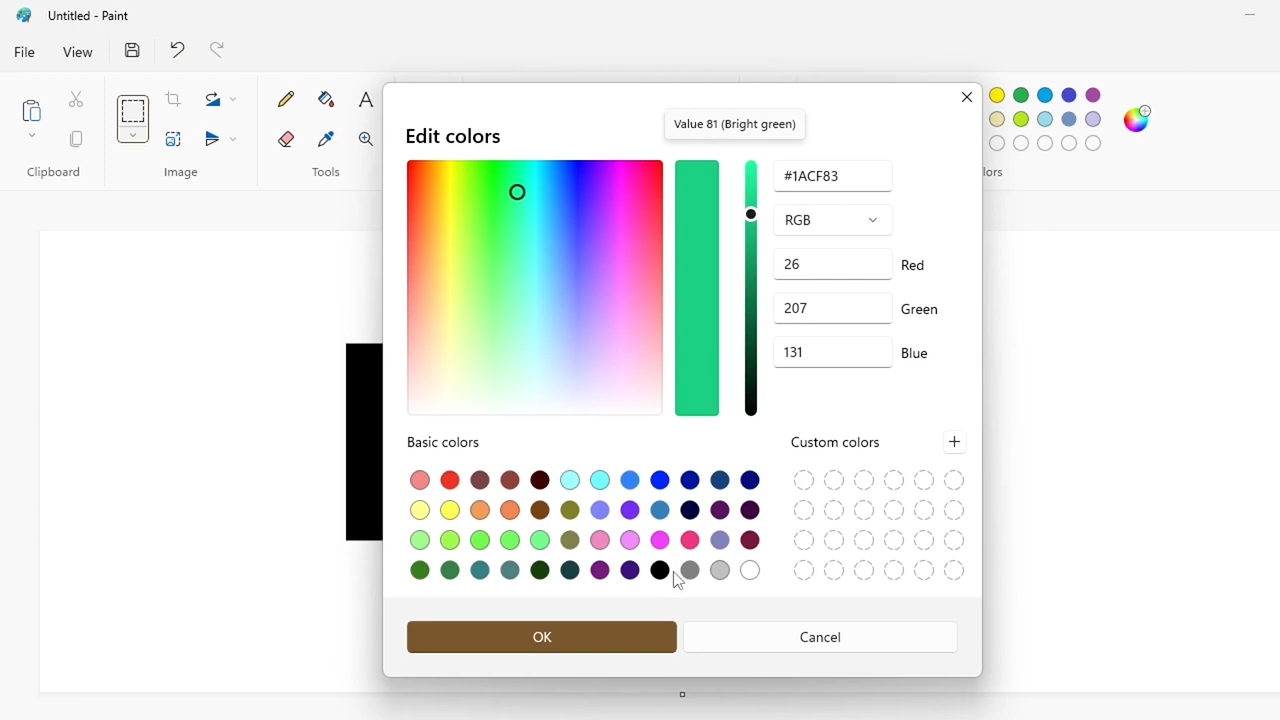 Untitled - Paint
File View
Clipboard
Image
Tools
lors
Edit colors
Value 81 (Bright green)
#1ACF83
RGB
26 Red
207 Green
131 Blue
Basic colors
Custom colors
OK
Cancel